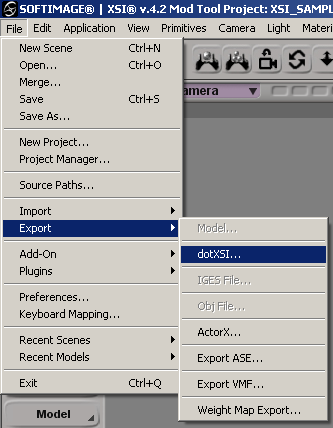 SOFTIMAGE® | XSI® v.4.2 Mod Tool Project: XSI_SAMPL
File Edit Application View Primitives Camera Light Material
New Scene Ctrl+N
Open... Ctrl+O
Merge...
Save Ctrl+S
Save As...
amera
New Project...
Project Manager...
Source Paths...
Import
Export
Model...
dotXSI...
Add-On
IGES File...
Plugins
Obj File...
Preferences...
ActorX...
Keyboard Mapping...
Recent Scenes
Export ASE...
Recent Models
Exit Ctrl+Q
Export VMF...
Model
Weight Map Export...